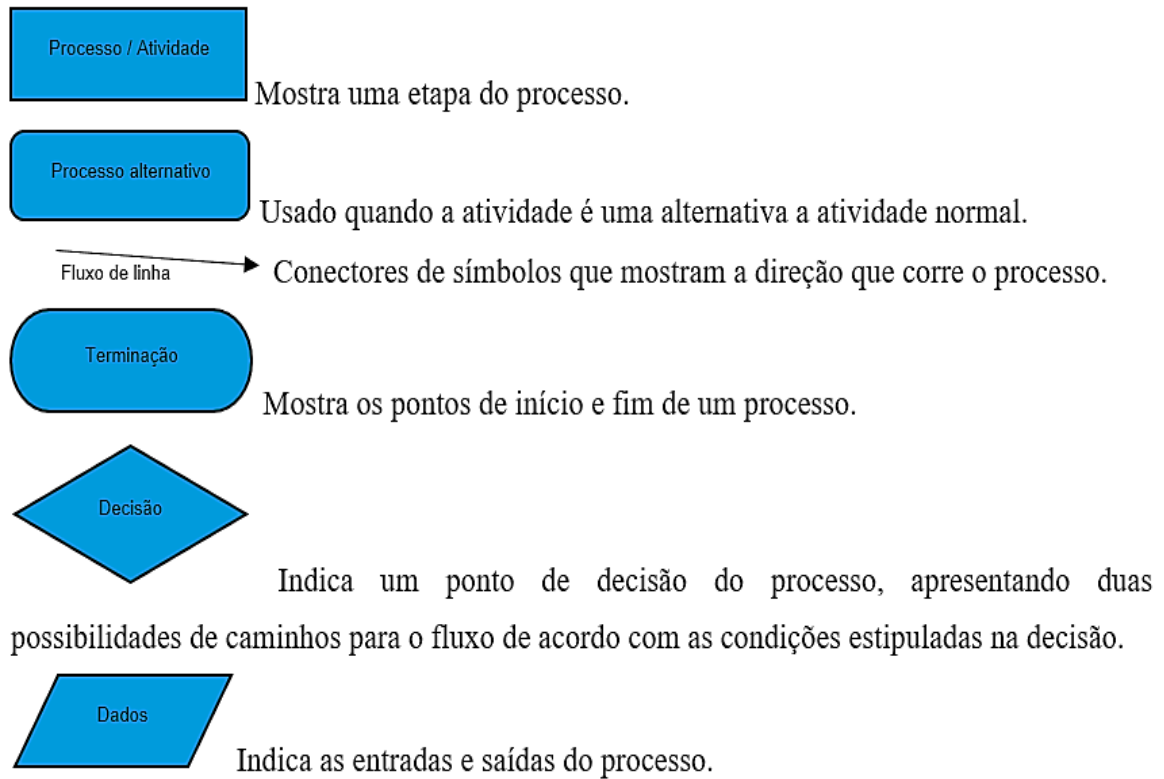 Processo / Atividade
Mostra uma etapa do processo.
Processo alternativo
Usado quando a atividade é uma alternativa a atividade normal.
Fluxo de linha
Conectores de símbolos que mostram a direção que corre o processo.
Terminação
Mostra os pontos de início e fim de um processo.
Decisão
Indica um ponto de decisão do processo, apresentando duas
possibilidades de caminhos para o fluxo de acordo com as condições estipuladas na decisão.
Dados
Indica as entradas e saídas do processo.